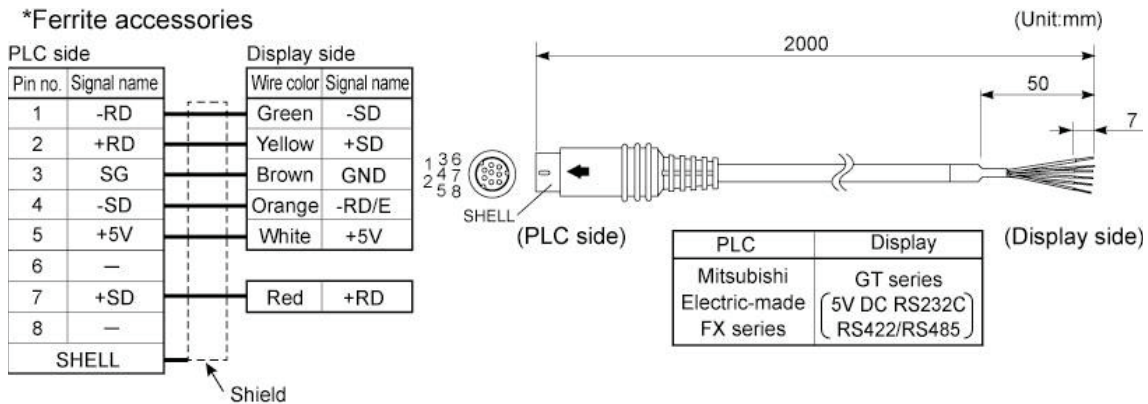 *Ferrite accessories
PLC side
Display side
Pin no. Signal name
Wire color Signal name
1 -RD Green -SD
2 +RD Yellow +SD
3 SG Brown GND
4 -SD Orange -RD/E
5 +5V White +5V
6 —
7 +SD Red +RD
8 —
SHELL
Shield
(Unit:mm)
2000
50
7
1 3 6
4 7
2 5 8
SHELL
(PLC side)
(Display side)
PLC Display
Mitsubishi GT series
Electric-made 5V DC RS232C
FX series RS422/RS485